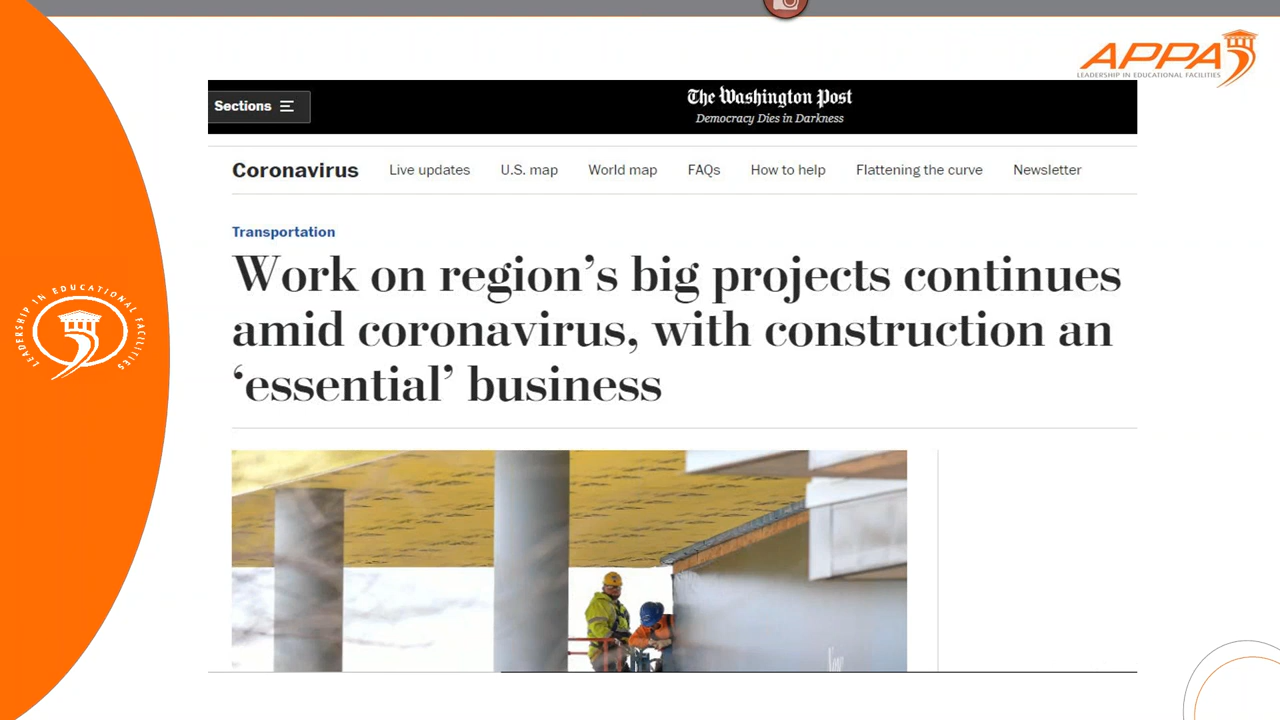 APPA
LEADERSHIP IN EDUCATIONAL FACILITIES
Sections
The Washington Post
Democracy Dies in Darkness
Coronavirus Live updates U.S. map World map FAQs How to help Flattening the curve Newsletter
Transportation
Work on region’s big projects continues
amid coronavirus, with construction an
‘essential’ business
LEADERSHIP IN EDUCATIONAL FACILITIES